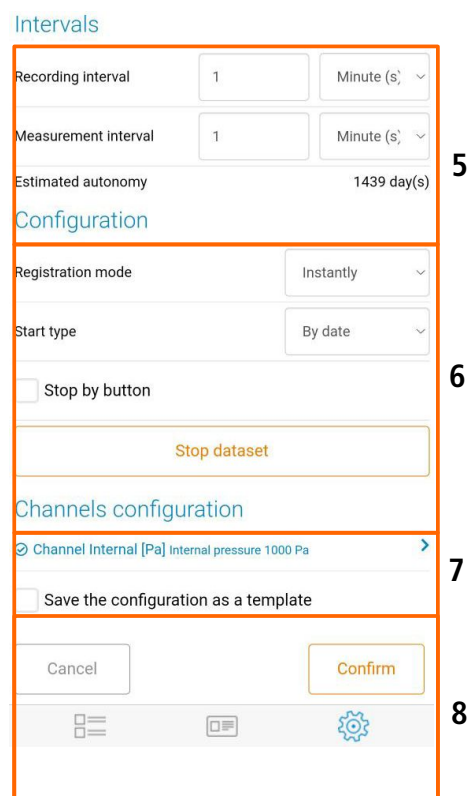 Intervals
Recording interval 1 Minute (s)
Measurement interval 1 Minute (s)
5
Estimated autonomy 1439 day(s)
Configuration
Registration mode Instantly
Start type By date
6
Stop by button
Stop dataset
Channels configuration
Channel Internal [Pa] Internal pressure 1000 Pa
7
Save the configuration as a template
Cancel Confirm
8